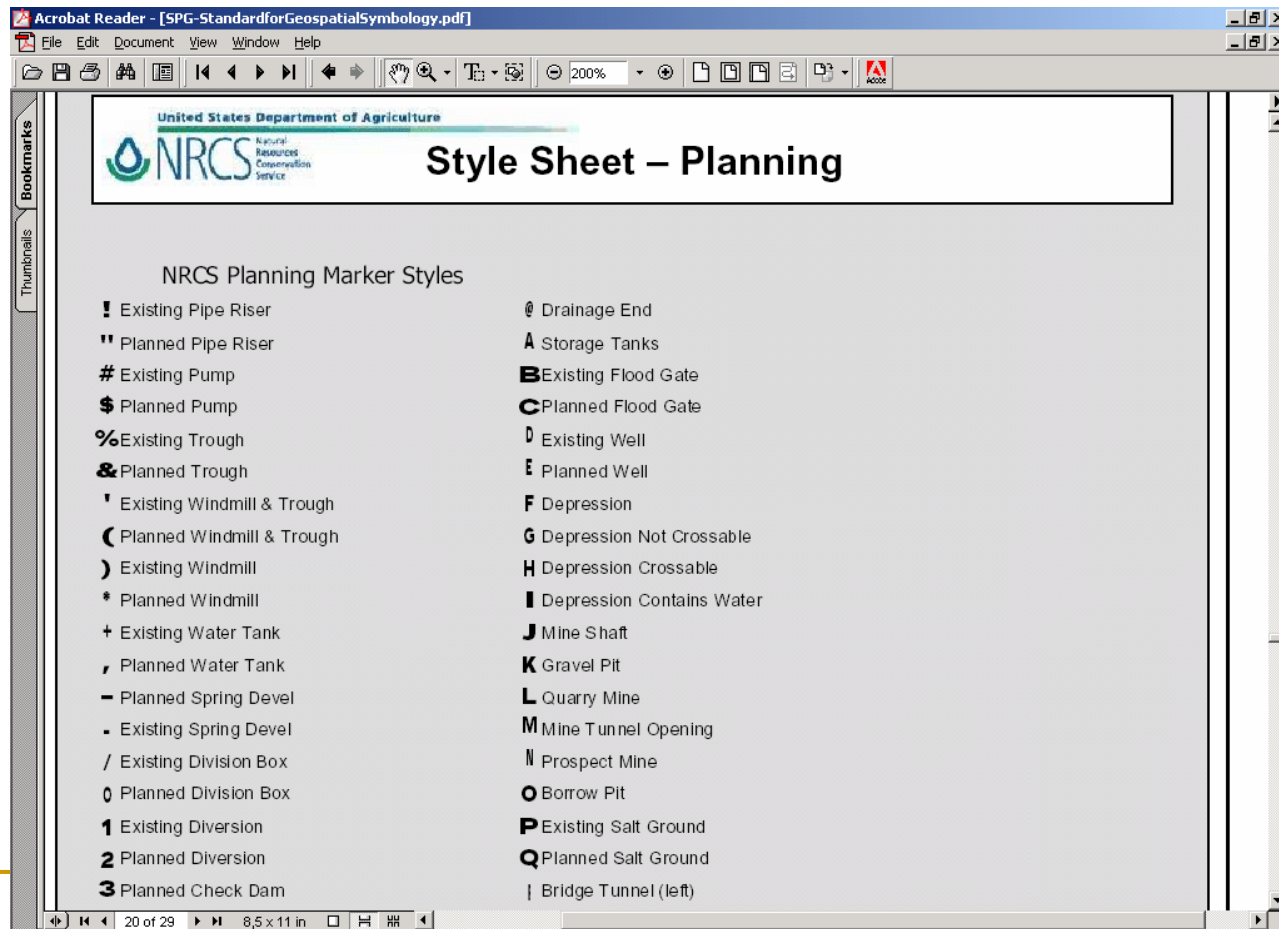 Acrobat Reader - [SPG-StandardforGeospatialSymbology.pdf]
File Edit Document View Window Help
200%
Adobe
Bookmarks
Thumbnails
United States Department of Agriculture
NRCS Natural Resources Conservation Service
Style Sheet – Planning
NRCS Planning Marker Styles
! Existing Pipe Riser
" Planned Pipe Riser
# Existing Pump
$ Planned Pump
% Existing Trough
& Planned Trough
' Existing Windmill & Trough
( Planned Windmill & Trough
) Existing Windmill
* Planned Windmill
+ Existing Water Tank
, Planned Water Tank
- Planned Spring Devel
. Existing Spring Devel
/ Existing Division Box
0 Planned Division Box
1 Existing Diversion
2 Planned Diversion
3 Planned Check Dam
@ Drainage End
A Storage Tanks
B Existing Flood Gate
C Planned Flood Gate
D Existing Well
E Planned Well
F Depression
G Depression Not Crossable
H Depression Crossable
I Depression Contains Water
J Mine Shaft
K Gravel Pit
L Quarry Mine
M Mine Tunnel Opening
N Prospect Mine
O Borrow Pit
P Existing Salt Ground
Q Planned Salt Ground
| Bridge Tunnel (left)
20 of 29
8,5 x 11 in